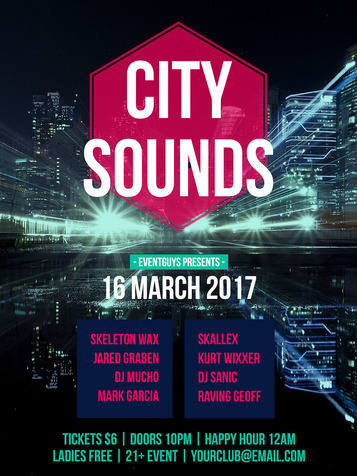 CITY
SOUNDS
- EVENTGUYS PRESENTS -
16 MARCH 2017
SKELETON WAX
JARED GRABEN
DJ MUCHO
MARK GARCIA
SKALLEX
KURT WIXXER
DJ SANIC
RAVING GEOFF
TICKETS $6 | DOORS 10PM | HAPPY HOUR 12AM
LADIES FREE | 21+ EVENT | YOURCLUB@EMAIL.COM